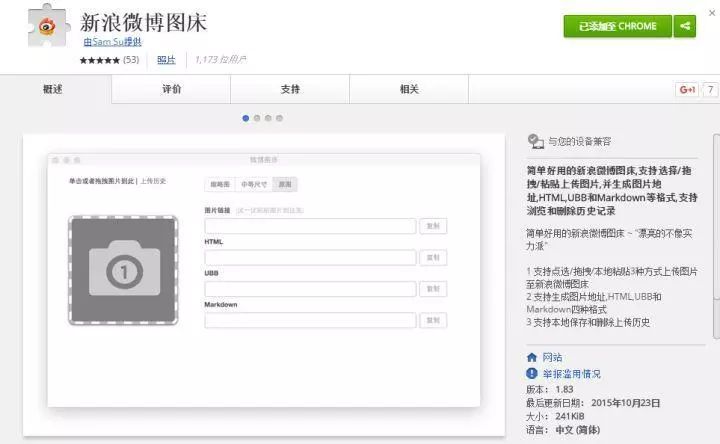 新浪微博图床
由Sam Su提供
已添加至 CHROME
★★★★★ (53)
照片
1,173 位用户
概述
评价
支持
相关
G+1
7
微博图床
单击或者拖拽图片到此 | 上传历史
缩略图
中等尺寸
原图
图片链接
复制
HTML
复制
UBB
复制
Markdown
复制
1
与您的设备兼容
简单好用的新浪微博图床,支持选择/拖
拽/粘贴上传图片,并生成图片地
址,HTML,UBB和Markdown等格式,支持
浏览和删除历史记录
简单好用的新浪微博图床 ~ "漂亮的不像实
力派"
1 支持点选/拖拽/本地粘贴3种方式上传图片
至新浪微博图床
2 支持生成图片地址,HTML,UBB和
Markdown四种格式
3 支持本地保存和删除上传历史
网站
举报滥用情况
版本: 1.83
最后更新日期: 2015年10月23日
大小: 241KiB
语言: 中文 (简体)